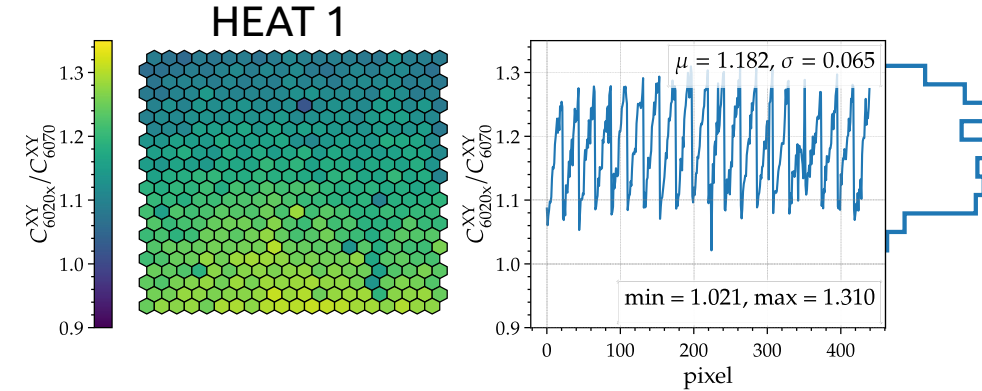 HEAT 1
C^XY_6020x/C^XY_6070
1.3
1.2
1.1
1.0
0.9
C^XY_6020x/C^XY_6070
1.3
1.2
1.1
1.0
0.9
μ = 1.182, σ = 0.065
min = 1.021, max = 1.310
0 100 200 300 400
pixel